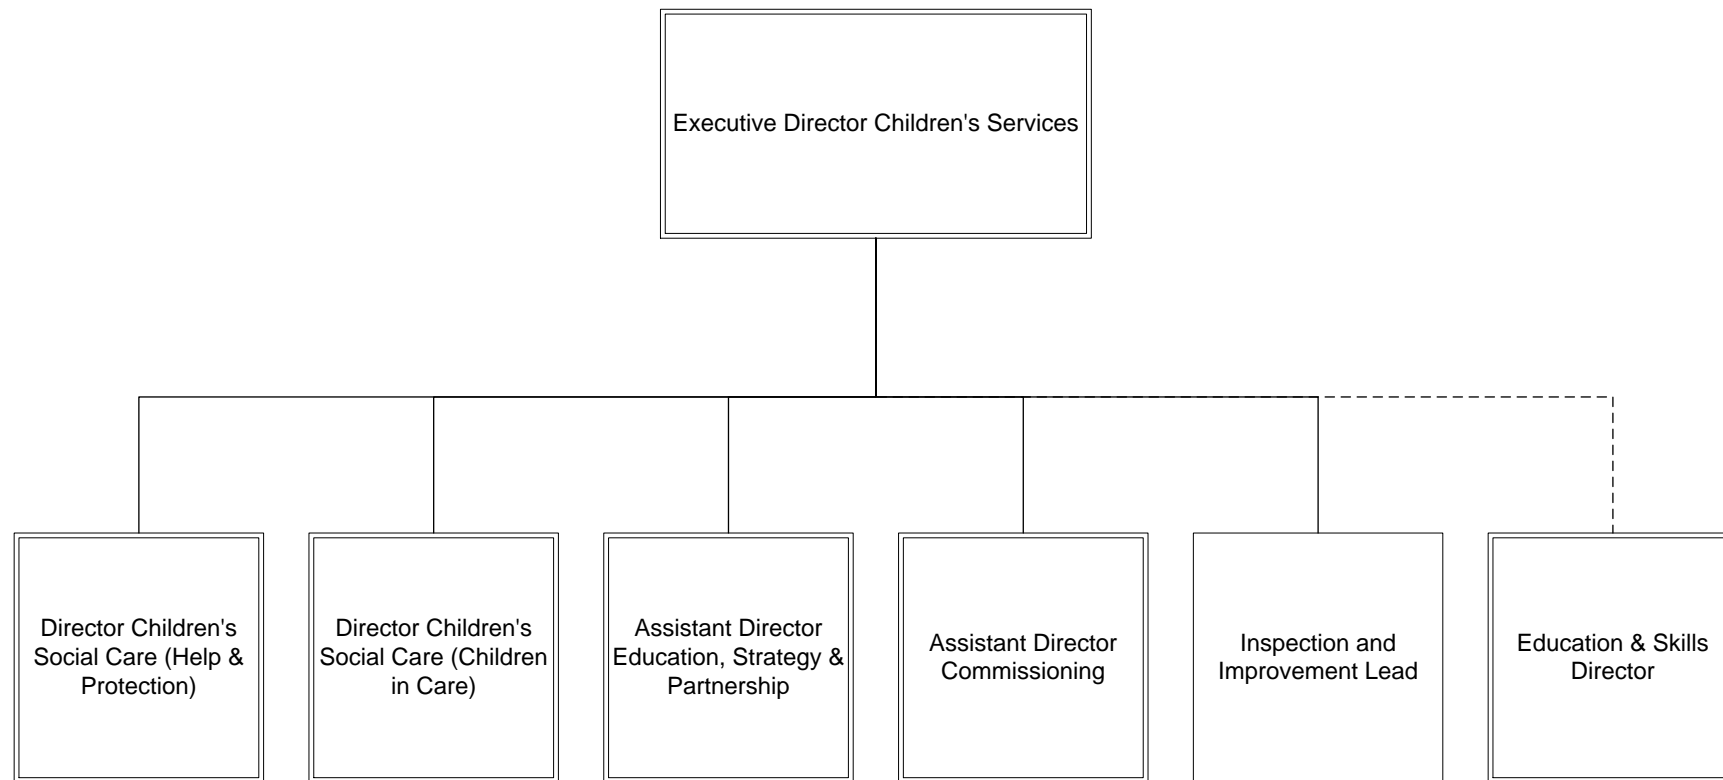 Executive Director Children's Services
Director Children's
Social Care (Help &
Protection)
Director Children's
Social Care (Children
in Care)
Assistant Director
Education, Strategy &
Partnership
Assistant Director
Commissioning
Inspection and
Improvement Lead
Education & Skills
Director